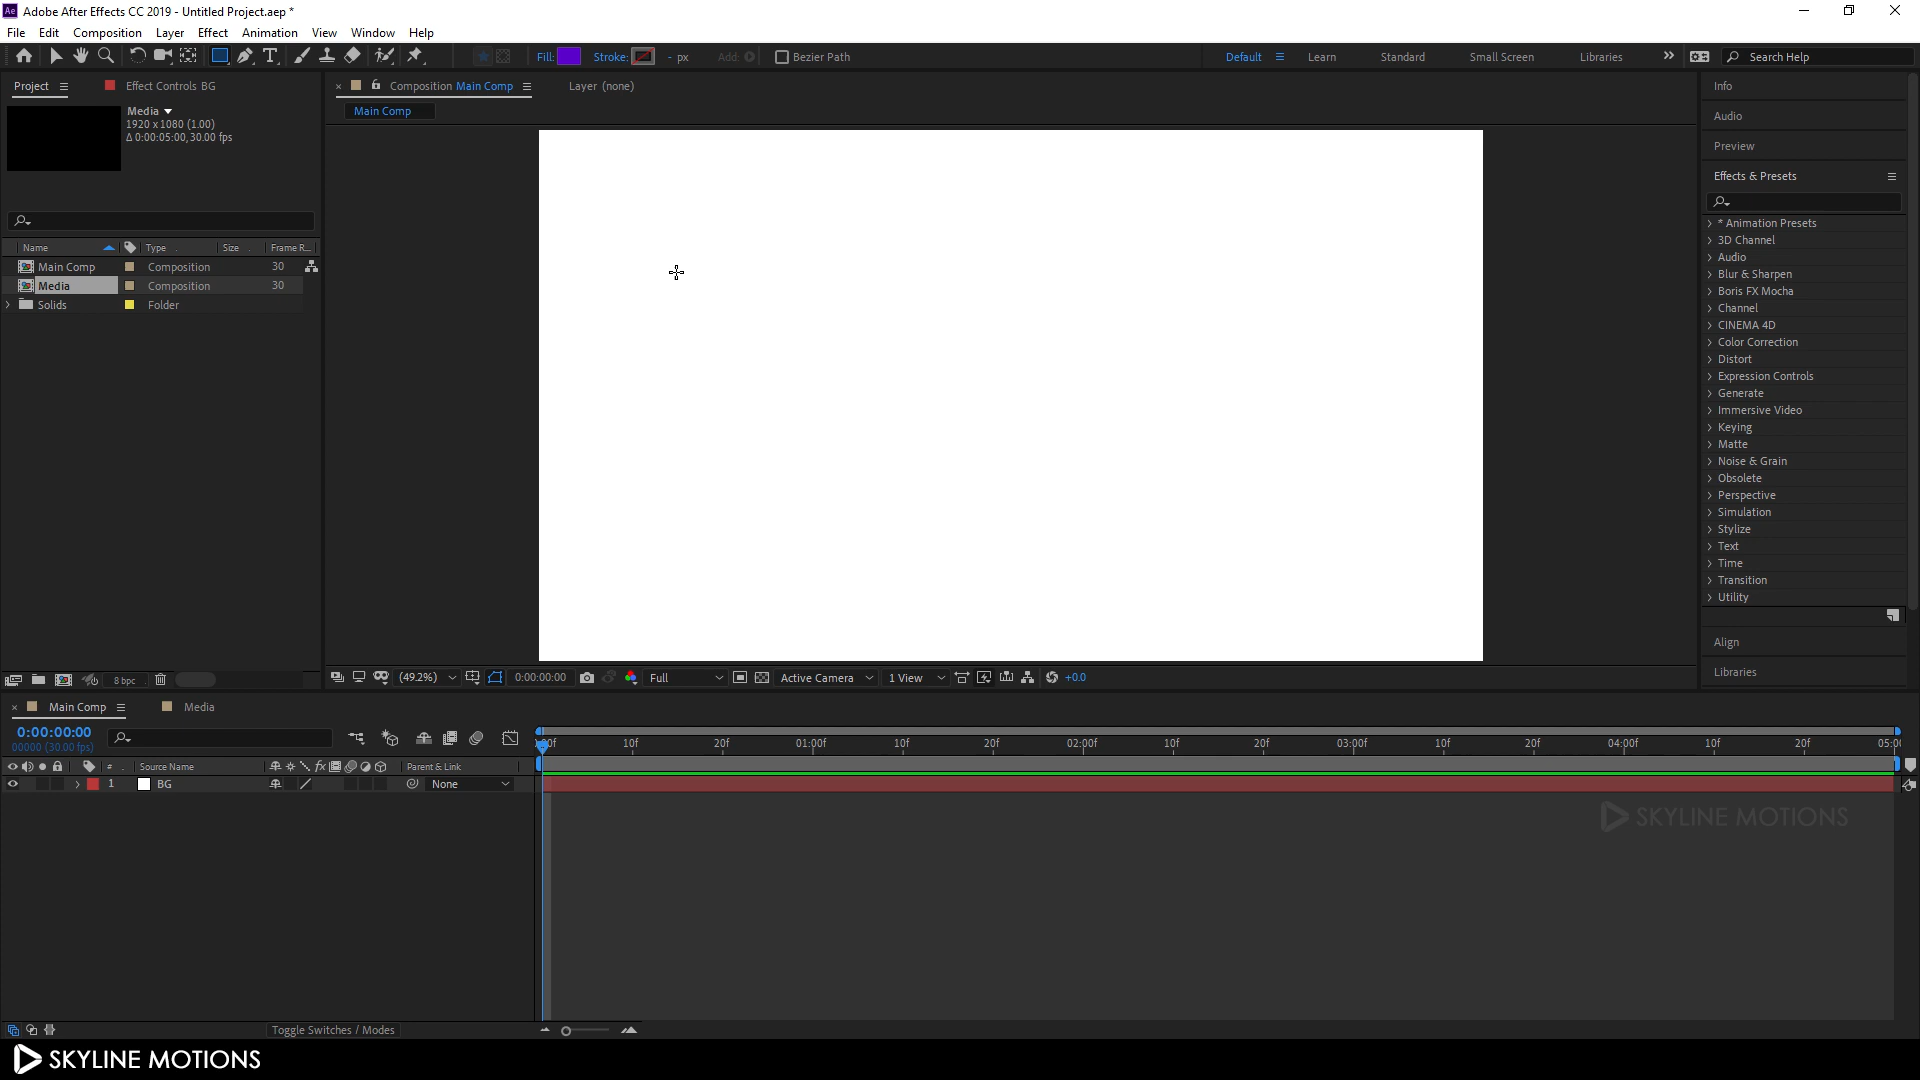 Adobe After Effects CC 2019 - Untitled Project.aep *
File Edit Composition Layer Effect Animation View Window Help
Fill: Stroke: - px Add: Bezier Path Default Learn Standard Small Screen Libraries Search Help
Project Effect Controls BG
Media
1920 x 1080 (1.00)
Δ 0:00:05:00, 30.00 fps
Name Type Size Frame R...
Main Comp Composition 30
Media Composition 30
Solids Folder
8 bpc
Composition Main Comp Layer (none)
Main Comp
(49.2%) 0:00:00:00 Full Active Camera 1 View +0.0
Info
Audio
Preview
Effects & Presets
* Animation Presets
3D Channel
Audio
Blur & Sharpen
Boris FX Mocha
Channel
CINEMA 4D
Color Correction
Distort
Expression Controls
Generate
Immersive Video
Keying
Matte
Noise & Grain
Obsolete
Perspective
Simulation
Stylize
Text
Time
Transition
Utility
Align
Libraries
Main Comp Media
0:00:00:00
00000 (30.00 fps)
10f 20f 01:00f 10f 20f 02:00f 10f 20f 03:00f 10f 20f 04:00f 10f 20f
# Source Name fx Parent & Link
1 BG None
SKYLINE MOTIONS
Toggle Switches / Modes
SKYLINE MOTIONS